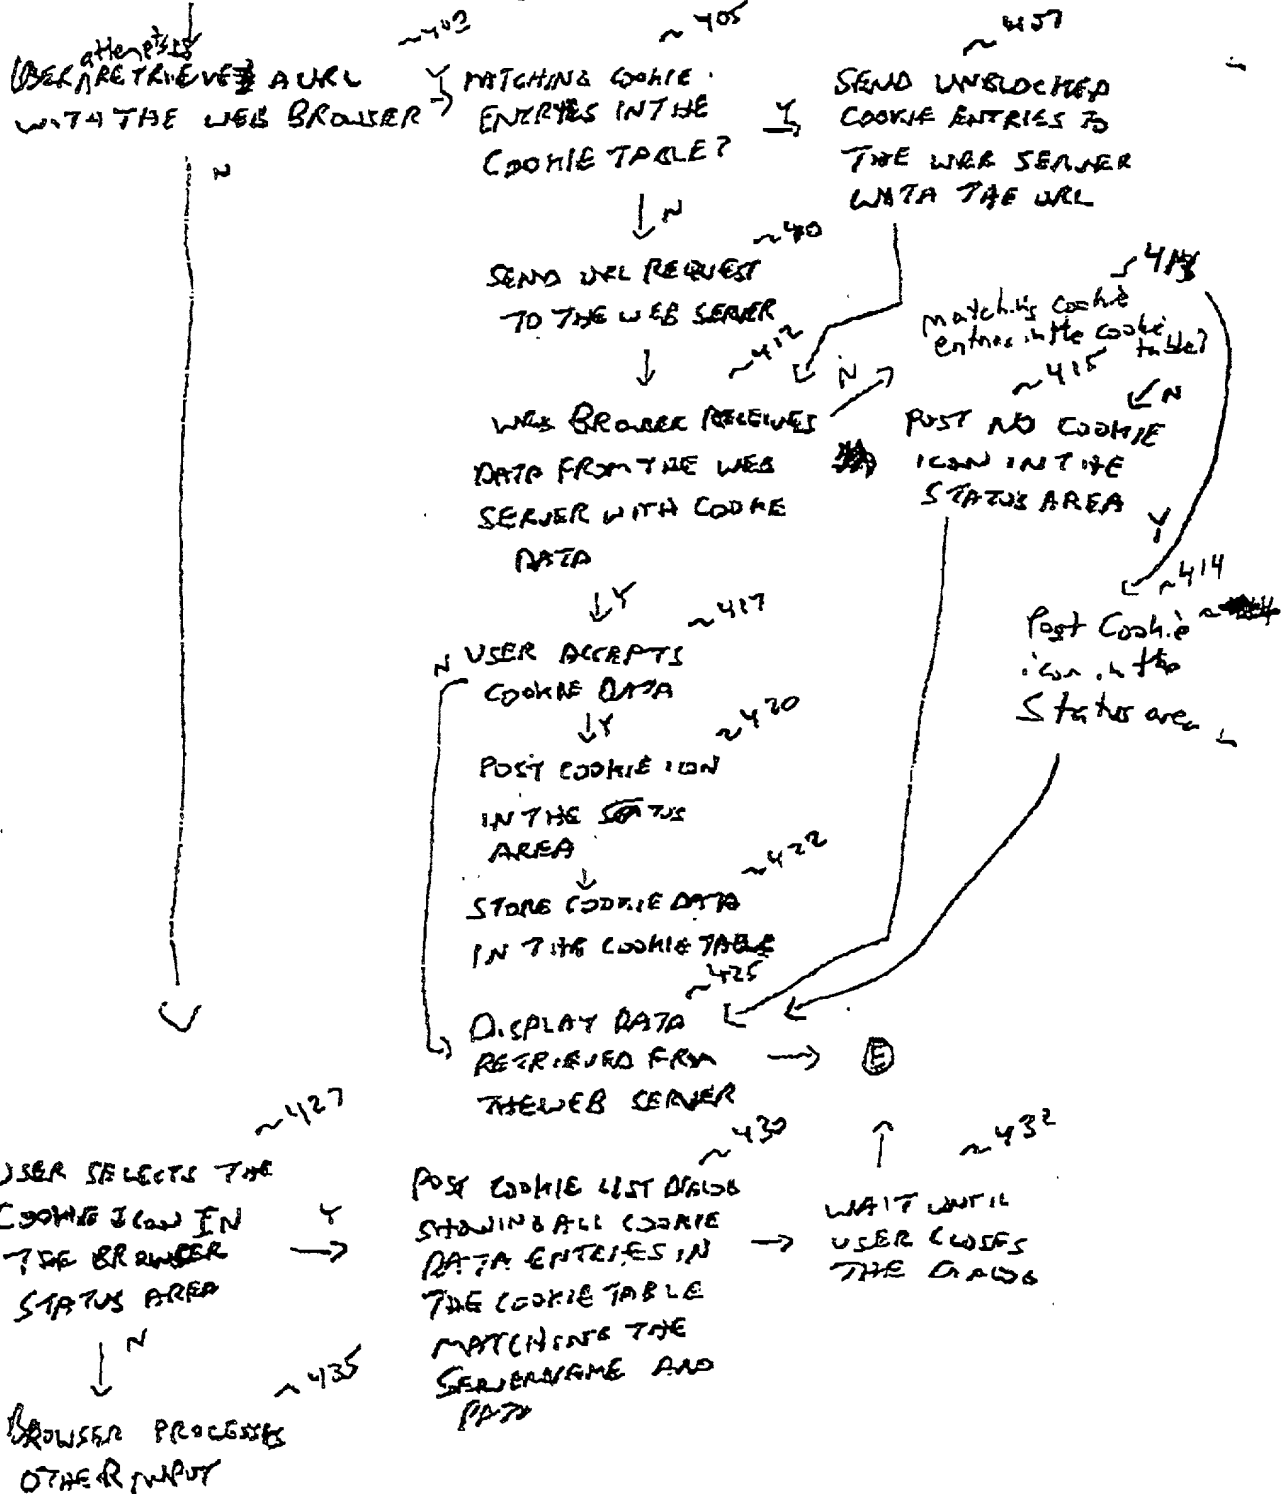 ~402
USER attempts to RETRIEVE A URL
WITH THE WEB BROWSER
Y
N
~405
MATCHING COOKIE
ENTRYES IN THE
COOKIE TABLE?
Y
N
~407
SEND UNBLOCKED
COOKIE ENTRIES TO
THE WEB SERVER
WITH THE URL
~410
SEND URL REQUEST
TO THE WEB SERVER
~412
WEB BROWSER RECEIVES
DATA FROM THE WEB
SERVER WITH COOKIE
DATA
N
Y
413
matching cookie
entries in the cookie
table?
N
Y
~415
POST NO COOKIE
ICON IN THE
STATUS AREA
~414
Post Cookie
icon in the
Status area
~417
N USER ACCEPTS
COOKIE DATA
Y
~420
POST COOKIE ICON
IN THE STATUS
AREA
~422
STORE COOKIE DATA
IN THE COOKIE TABLE
~425
DISPLAY DATA
RETRIEVED FROM
THE WEB SERVER
E
~427
USER SELECTS THE
COOKIE ICON IN
THE BROWSER
STATUS AREA
Y
N
~430
POST COOKIE LIST DIALOG
SHOWING ALL COOKIE
DATA ENTRIES IN
THE COOKIE TABLE
MATCHING THE
SERVERNAME AND
PATH
~432
WAIT UNTIL
USER CLOSES
THE DIALOG
~435
BROWSER PROCESSES
OTHER INPUT